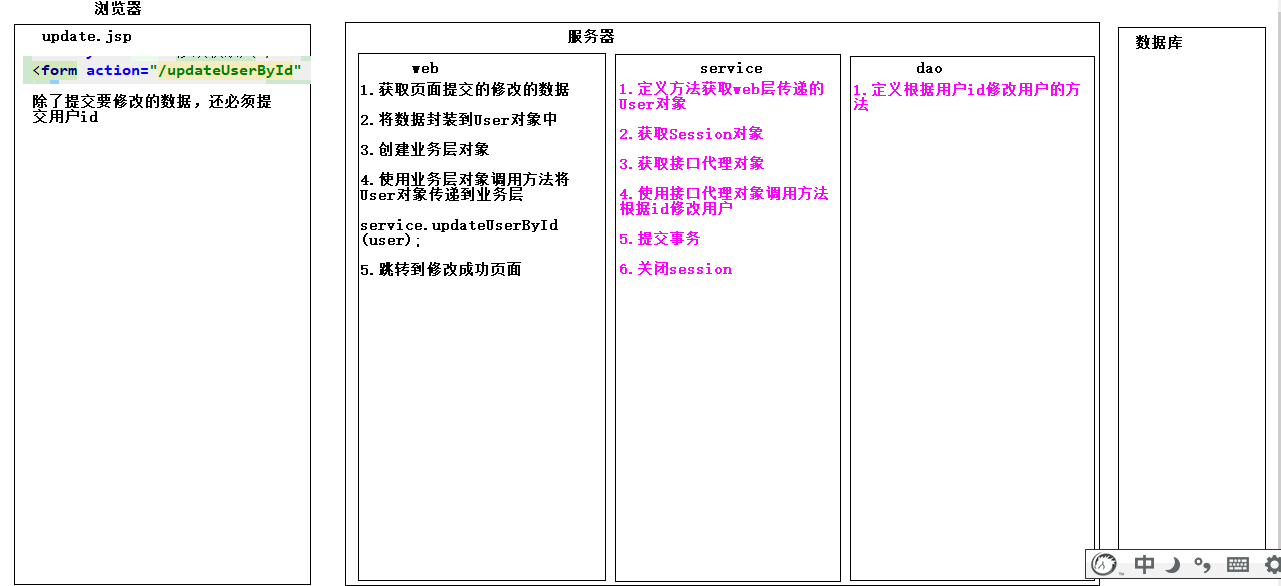 浏览器
update.jsp
<form action="/updateUserById"
除了提交要修改的数据，还必须提
交用户id
服务器
web
1.获取页面提交的修改的数据
2.将数据封装到User对象中
3.创建业务层对象
4.使用业务层对象调用方法将
User对象传递到业务层
service.updateUserById
(user);
5.跳转到修改成功页面
service
1.定义方法获取web层传递的
User对象
2.获取Session对象
3.获取接口代理对象
4.使用接口代理对象调用方法
根据id修改用户
5.提交事务
6.关闭session
dao
1.定义根据用户id修改用户的方
法
数据库
中